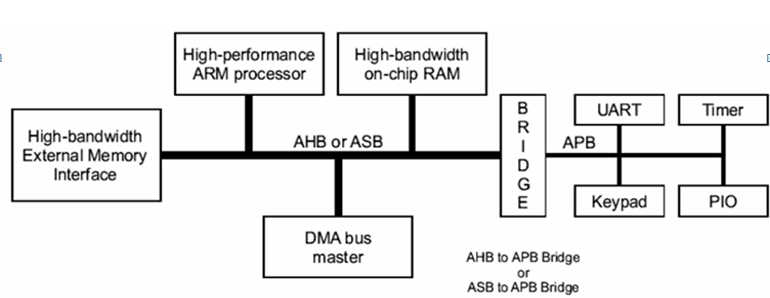 High-performance
ARM processor
High-bandwidth
on-chip RAM
High-bandwidth
External Memory
Interface
AHB or ASB
B
R
I
D
G
E
APB
UART
Timer
Keypad
PIO
DMA bus
master
AHB to APB Bridge
or
ASB to APB Bridge